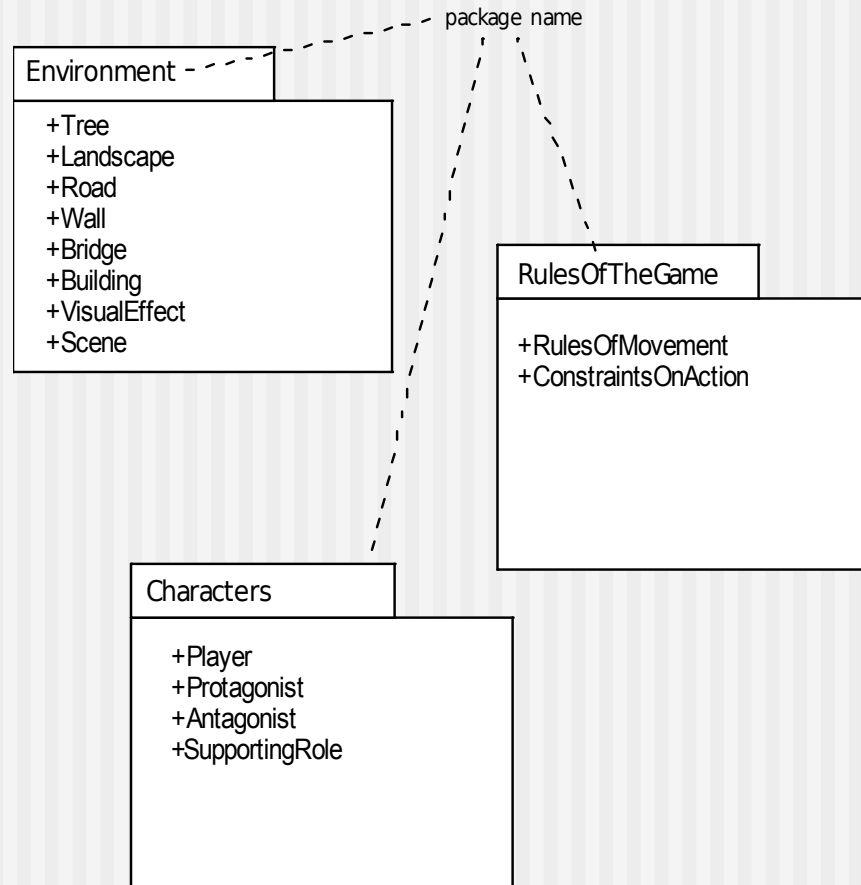 package name
Environment
+Tree
+Landscape
+Road
+Wall
+Bridge
+Building
+VisualEffect
+Scene
RulesOfTheGame
+RulesOfMovement
+ConstraintsOnAction
Characters
+Player
+Protagonist
+Antagonist
+SupportingRole